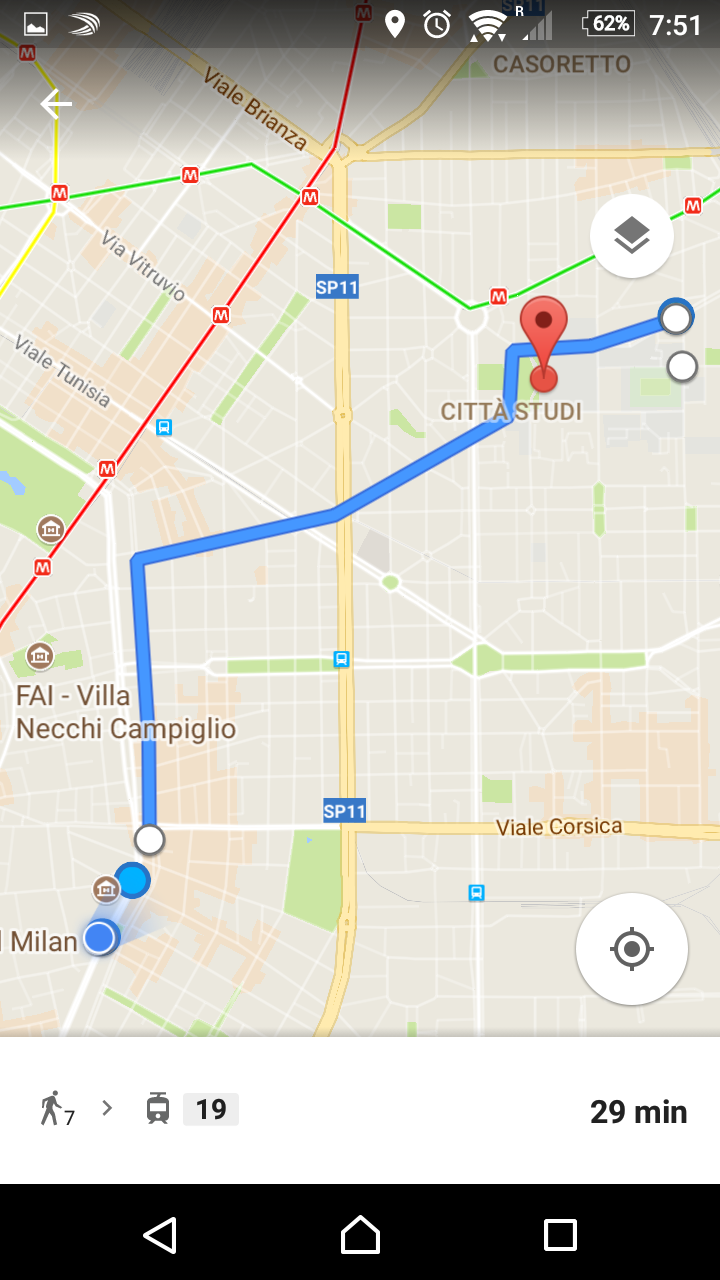 R
62%
7:51
SP11
M
CASORETTO
M
Viale Brianza
M
M
M
M
Via Vitruvio
SP11
M
M
Viale Tunisia
CITTÀ STUDI
M
M
FAI - Villa
Necchi Campiglio
SP11
Viale Corsica
l Milan
7
19
29 min